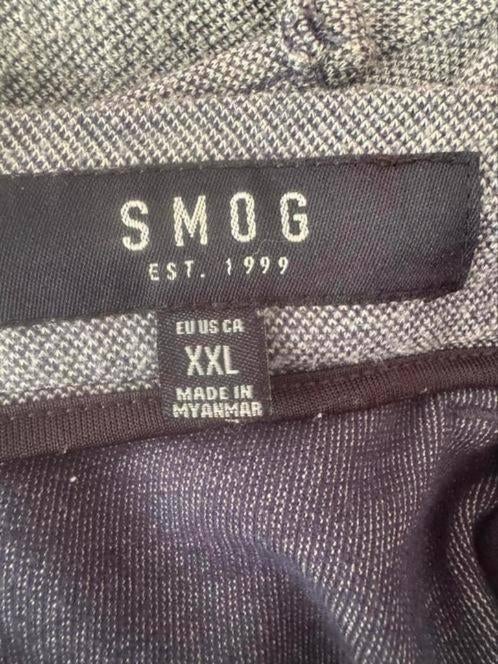 SMOG
EST. 1999
EU US CA
XXL
MADE IN
MYANMAR